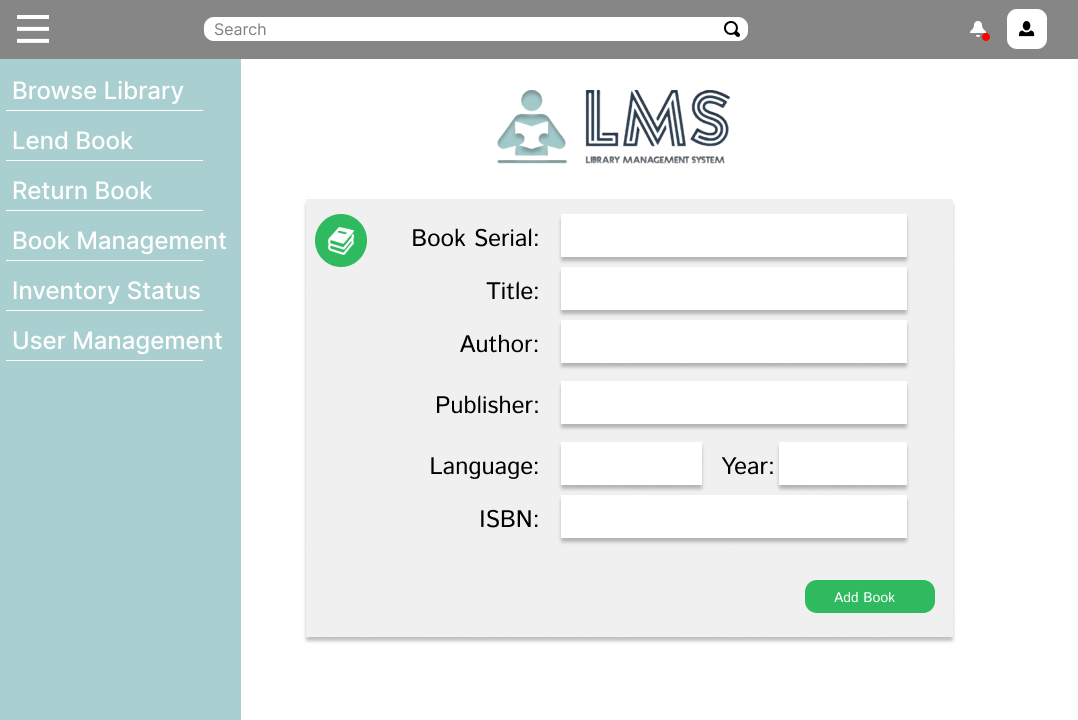 Search
Browse Library
Lend Book
Return Book
Book Management
Inventory Status
User Management
LMS
LIBRARY MANAGEMENT SYSTEM
Book Serial:
Title:
Author:
Publisher:
Language: Year:
ISBN:
Add Book